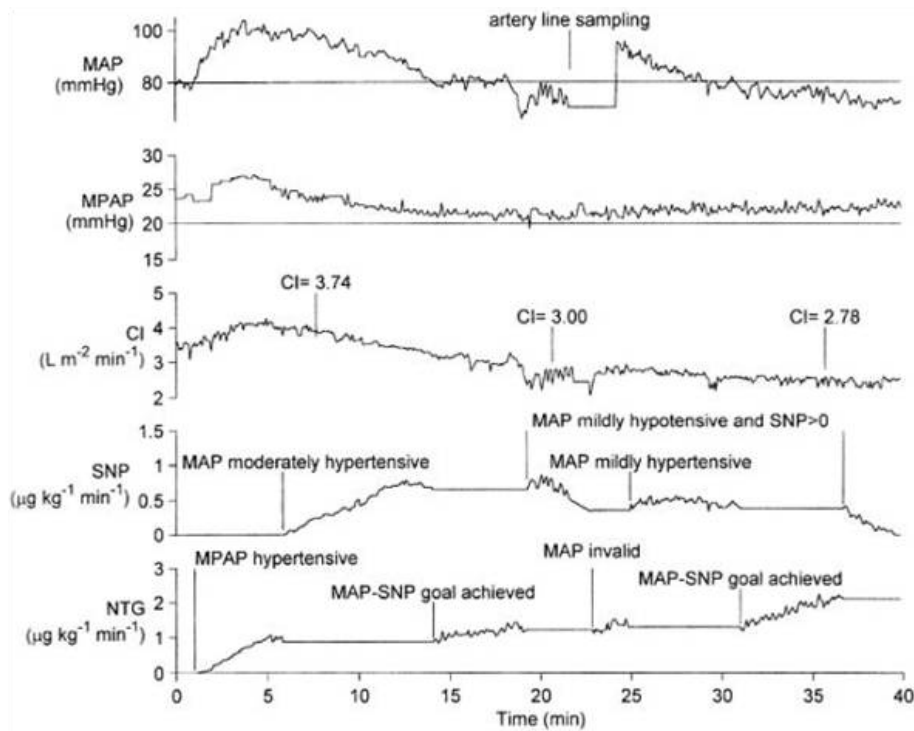 artery line sampling
100
MAP
(mmHg)
80
30
25
MPAP
(mmHg)
20
15
CI= 3.74
5
CI= 3.00
CI= 2.78
4
CI
(L m⁻² min⁻¹)
3
2
1.5
MAP mildly hypotensive and SNP>0
SNP
1
MAP moderately hypertensive
MAP mildly hypertensive
(µg kg⁻¹ min⁻¹)
0.5
0
MPAP hypertensive
MAP invalid
3
MAP-SNP goal achieved
MAP-SNP goal achieved
NTG
2
(µg kg⁻¹ min⁻¹)
1
0
0 5 10 15 20 25 30 35 40
Time (min)